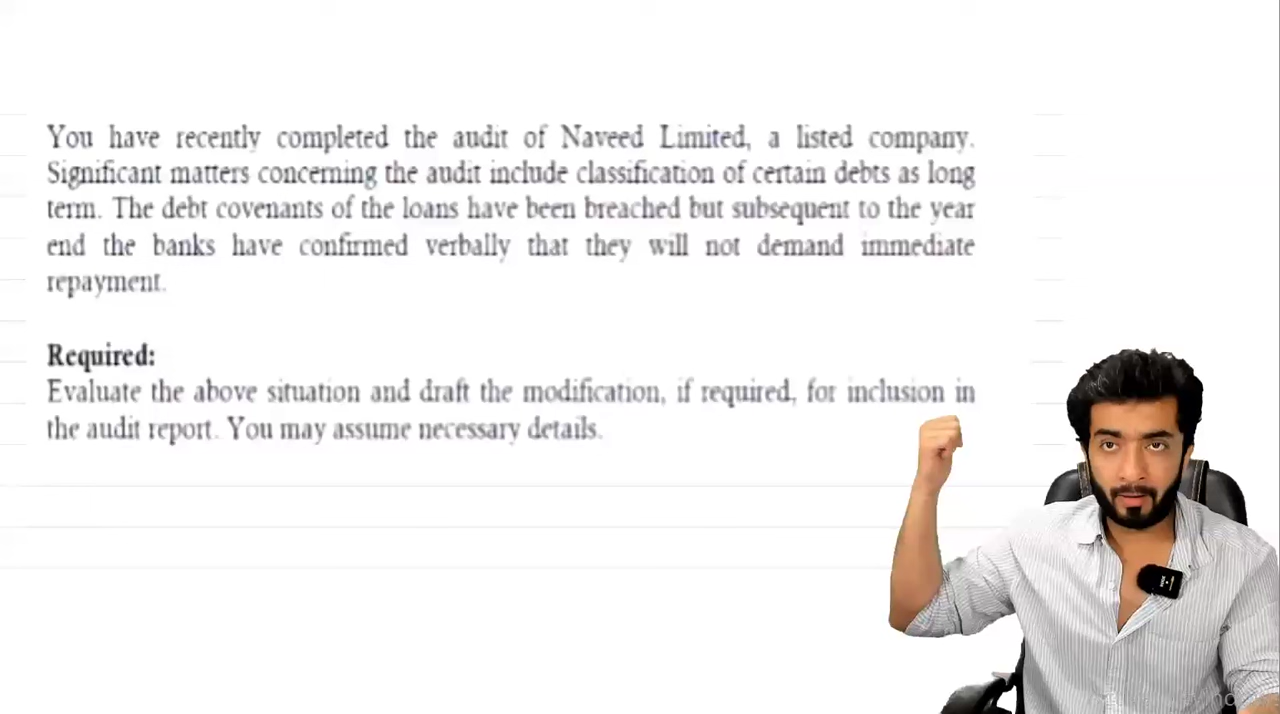 You have recently completed the audit of Naveed Limited, a listed company.
Significant matters concerning the audit include classification of certain debts as long
term. The debt covenants of the loans have been breached but subsequent to the year
end the banks have confirmed verbally that they will not demand immediate
repayment.
Required:
Evaluate the above situation and draft the modification, if required, for inclusion in
the audit report. You may assume necessary details.